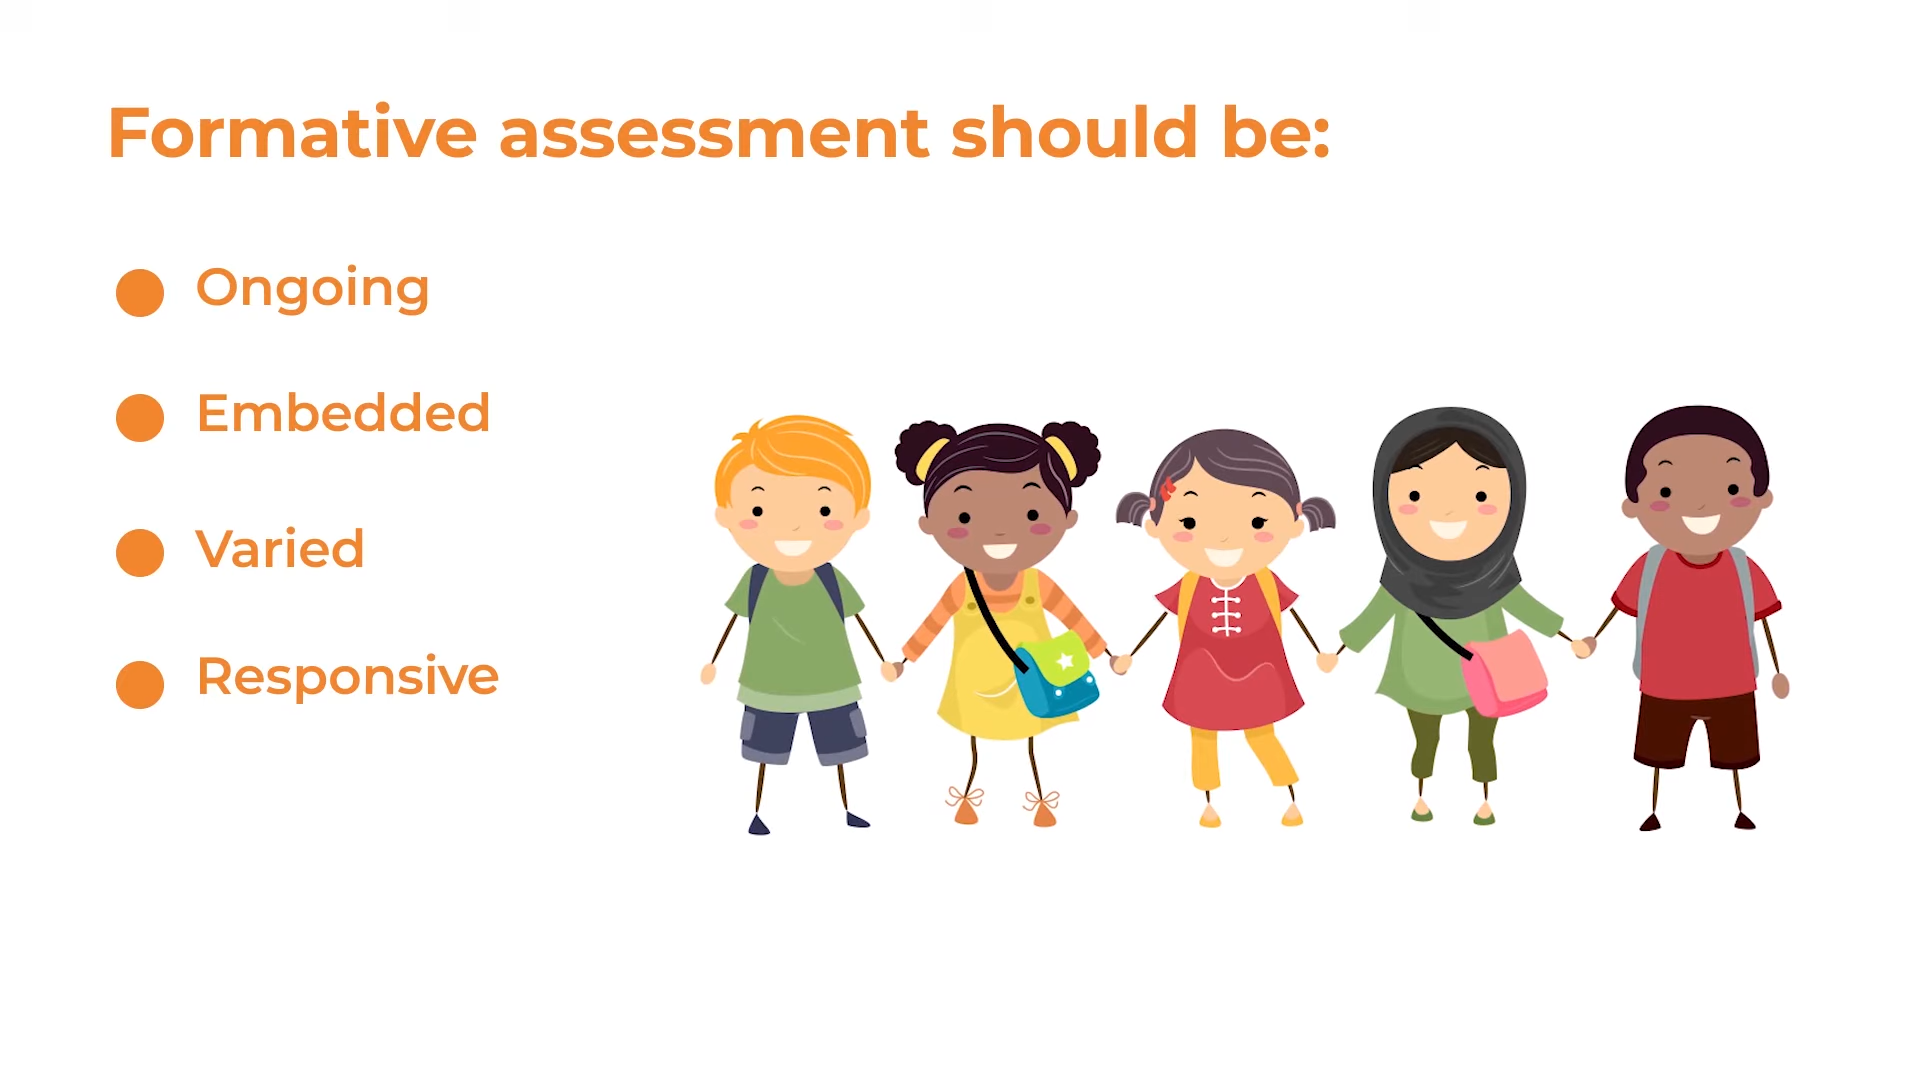 Formative assessment should be:
Ongoing
Embedded
Varied
Responsive